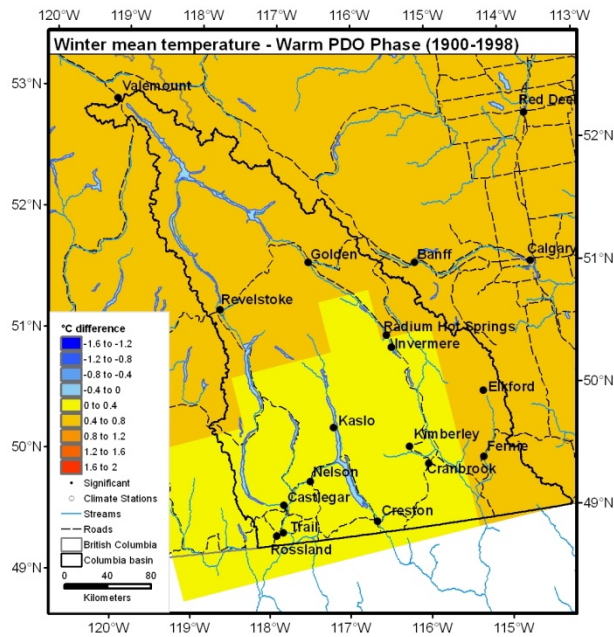 120°W 119°W 118°W 117°W 116°W 115°W 114°W 113°W
Winter mean temperature - Warm PDO Phase (1900-1998)
53°N
Valemount
Red Deel
52°N
52°N
Golden
Banff
Calgary
51°N
51°N
Revelstoke
Radium Hot Springs
Invermere
°C difference
-1.6 to -1.2
-1.2 to -0.8
-0.8 to -0.4
-0.4 to 0
0 to 0.4
0.4 to 0.8
0.8 to 1.2
1.2 to 1.6
1.6 to 2
Significant
Climate Stations
Streams
Roads
British Columbia
Columbia basin
0 40 80
Kilometers
50°N
50°N
Elkford
Kaslo
Kimberley
Fernie
Cranbrook
Nelson
Castlegar
Creston
Trail
Rossland
49°N
49°N
120°W 119°W 118°W 117°W 116°W 115°W 114°W